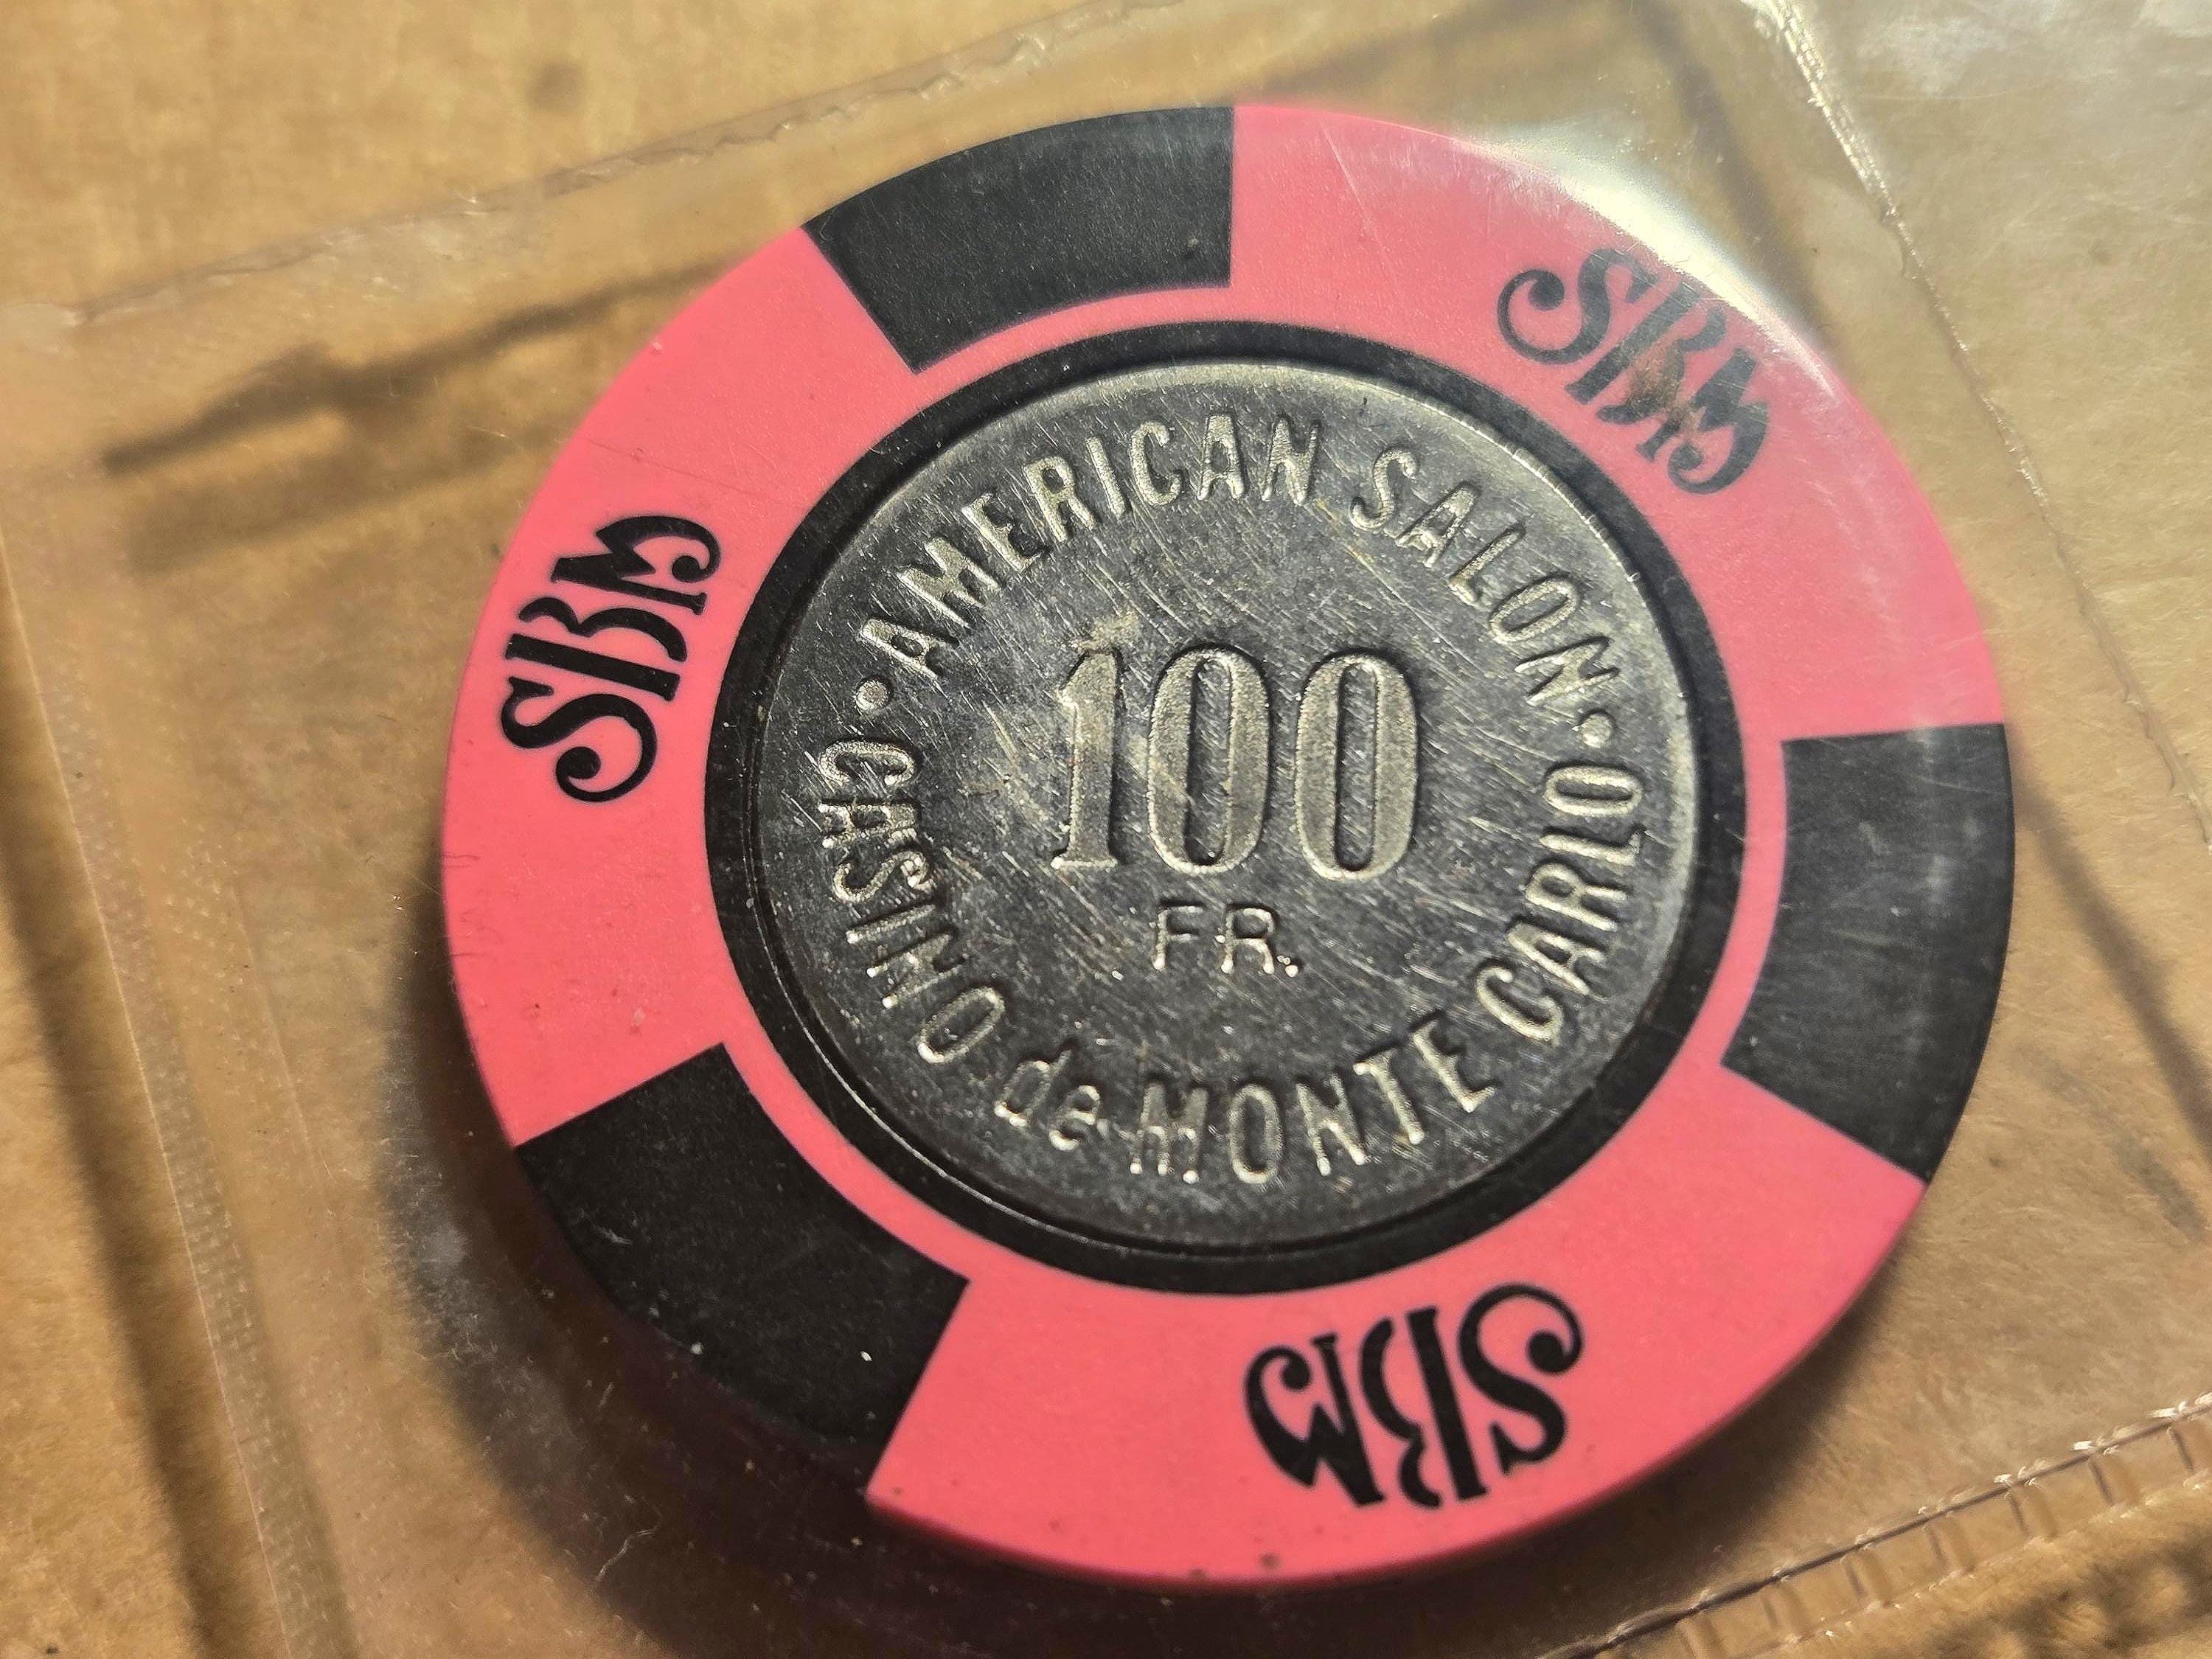 SBM
SBM
• AMERICAN SALON •
100
FR.
CASINO de MONTE CARLO
SBM